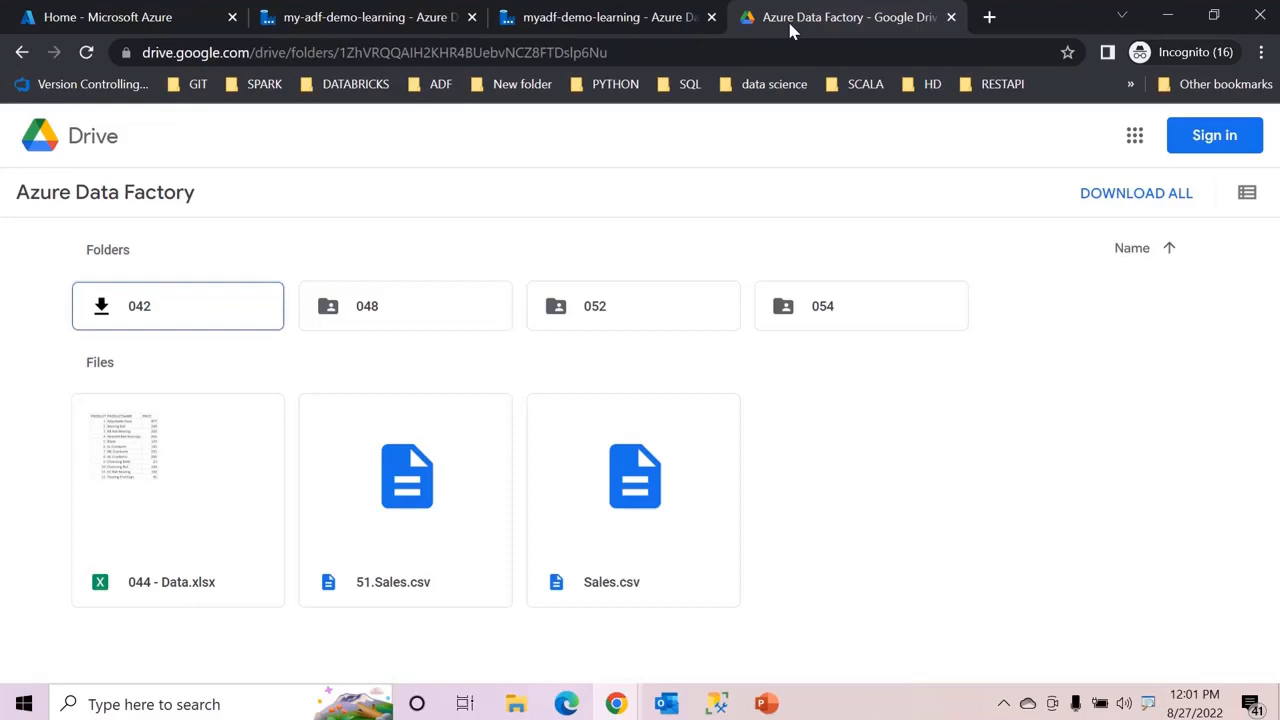 Home - Microsoft Azure
my-adf-demo-learning - Azure D
myadf-demo-learning - Azure Da
Azure Data Factory - Google Driv
drive.google.com/drive/folders/1ZhVRQQAIH2KHR4BUebvNCZ8FTDslp6Nu
Incognito (16)
Version Controlling...
GIT
SPARK
DATABRICKS
ADF
New folder
PYTHON
SQL
data science
SCALA
HD
RESTAPI
»
Other bookmarks
Drive
Sign in
Azure Data Factory
DOWNLOAD ALL
Folders
Name
042
048
052
054
Files
X
044 - Data.xlsx
51.Sales.csv
Sales.csv
Type here to search
12:01 PM
8/27/2022
41